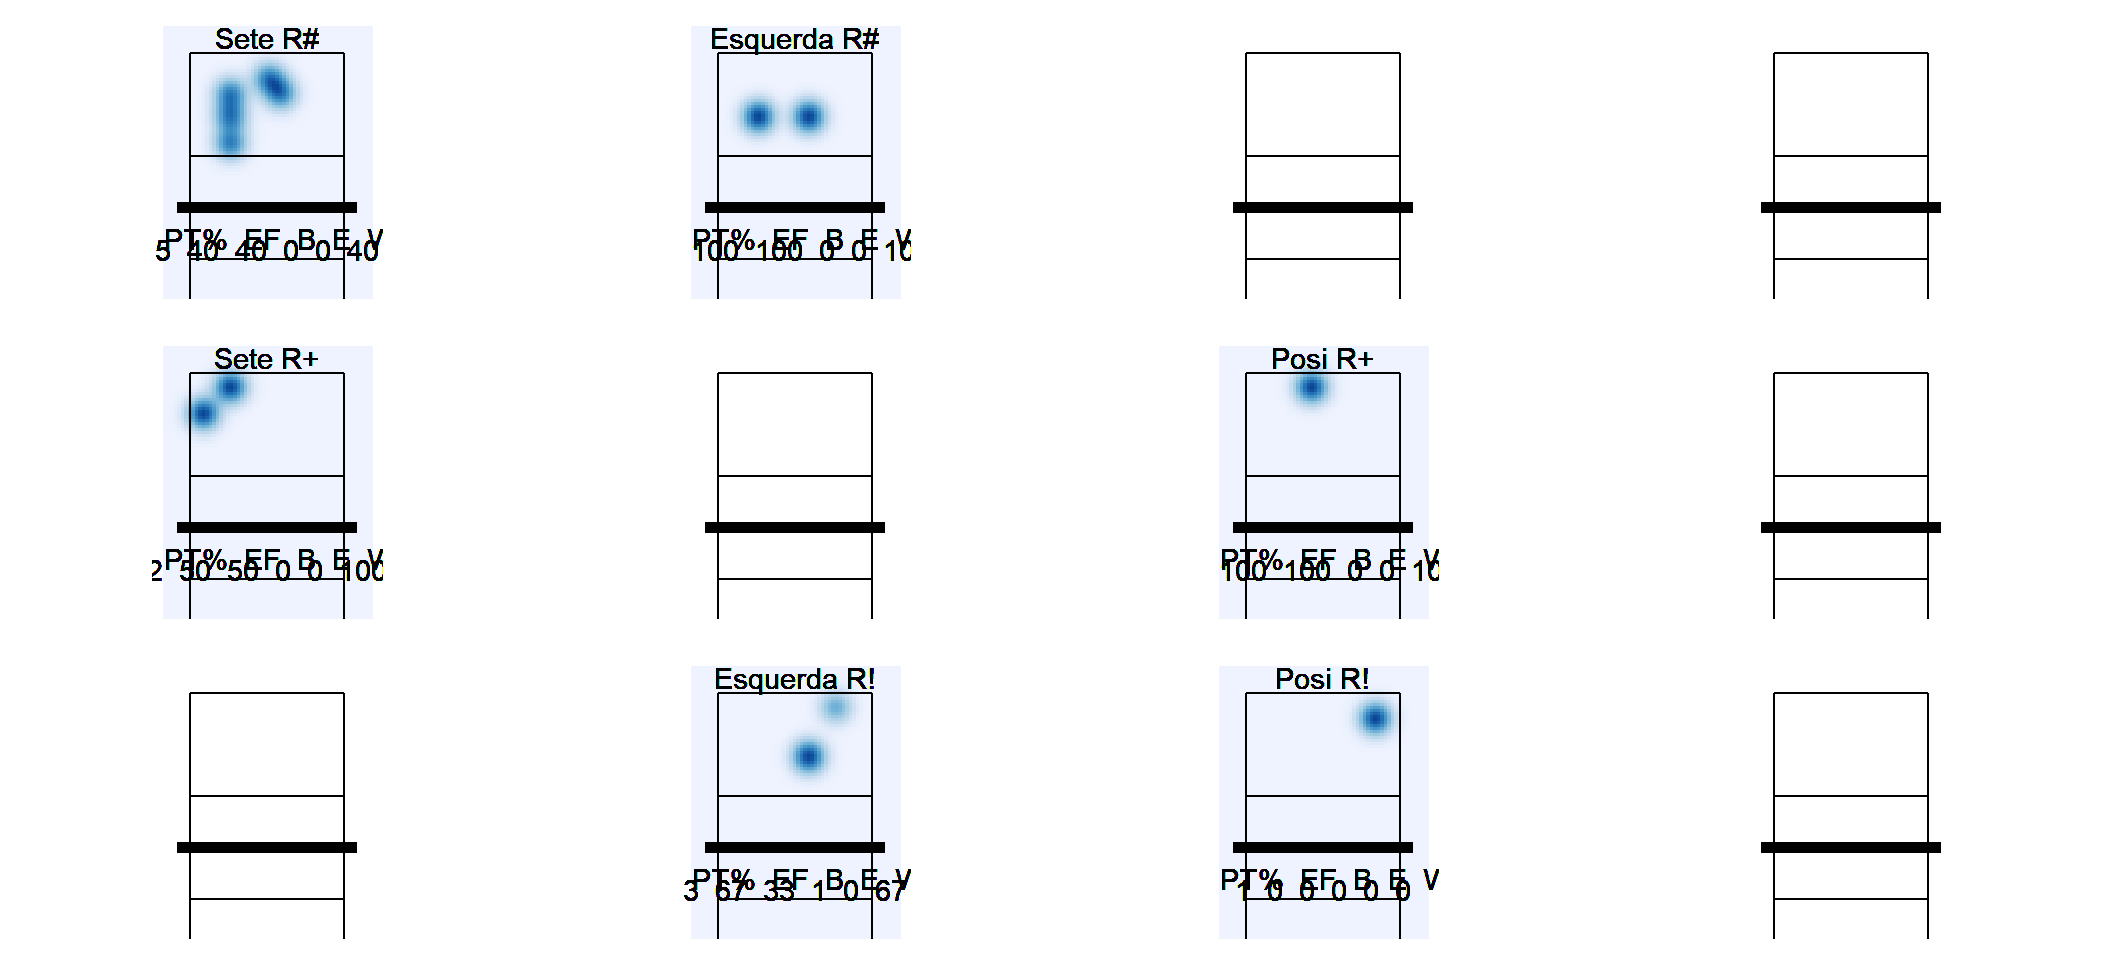 Sete R#
PT% EF B E V
5 40 40 0 0 40
Esquerda R#
PT% EF B E V
100 100 0 0 10
Sete R+
PT% EF B E V
2 50 50 0 0 100
Posi R+
PT% EF B E V
100 100 0 0 10
Esquerda R!
PT% EF B E V
3 67 33 1 0 67
Posi R!
PT% EF B E V
1 0 0 0 0 0